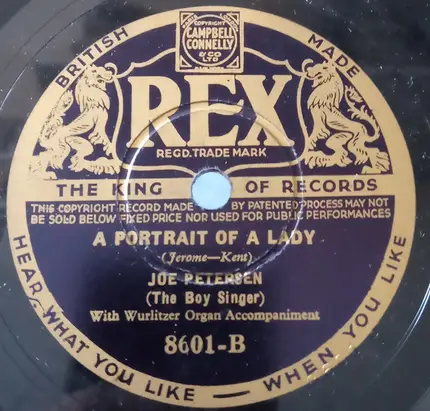 BRITISH MADE
COPYRIGHT
CAMPBELL
CONNELLY
& CO
LTD
REX
REGD. TRADE MARK
THE KING OF RECORDS
THIS COPYRIGHT RECORD MADE BY PATENTED PROCESS MAY NOT
BE SOLD BELOW FIXED PRICE NOR USED FOR PUBLIC PERFORMANCES
A PORTRAIT OF A LADY
(Jerome—Kent)
JOE PETERSEN
(The Boy Singer)
With Wurlitzer Organ Accompaniment
8601-B
HEAR WHAT YOU LIKE — WHEN YOU LIKE